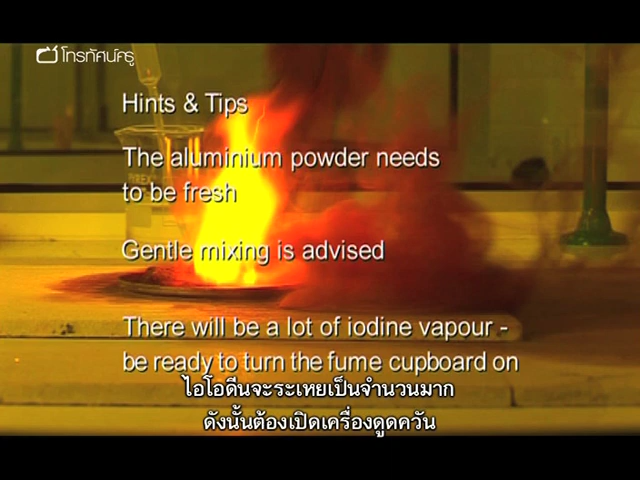 โทรทัศน์ครู
Hints & Tips
The aluminium powder needs
to be fresh
PYREX
Gentle mixing is advised
There will be a lot of iodine vapour -
be ready to turn the fume cupboard on
ไอโอดีนจะระเหยเป็นจำนวนมาก
ดังนั้นต้องเปิดเครื่องดูดควัน